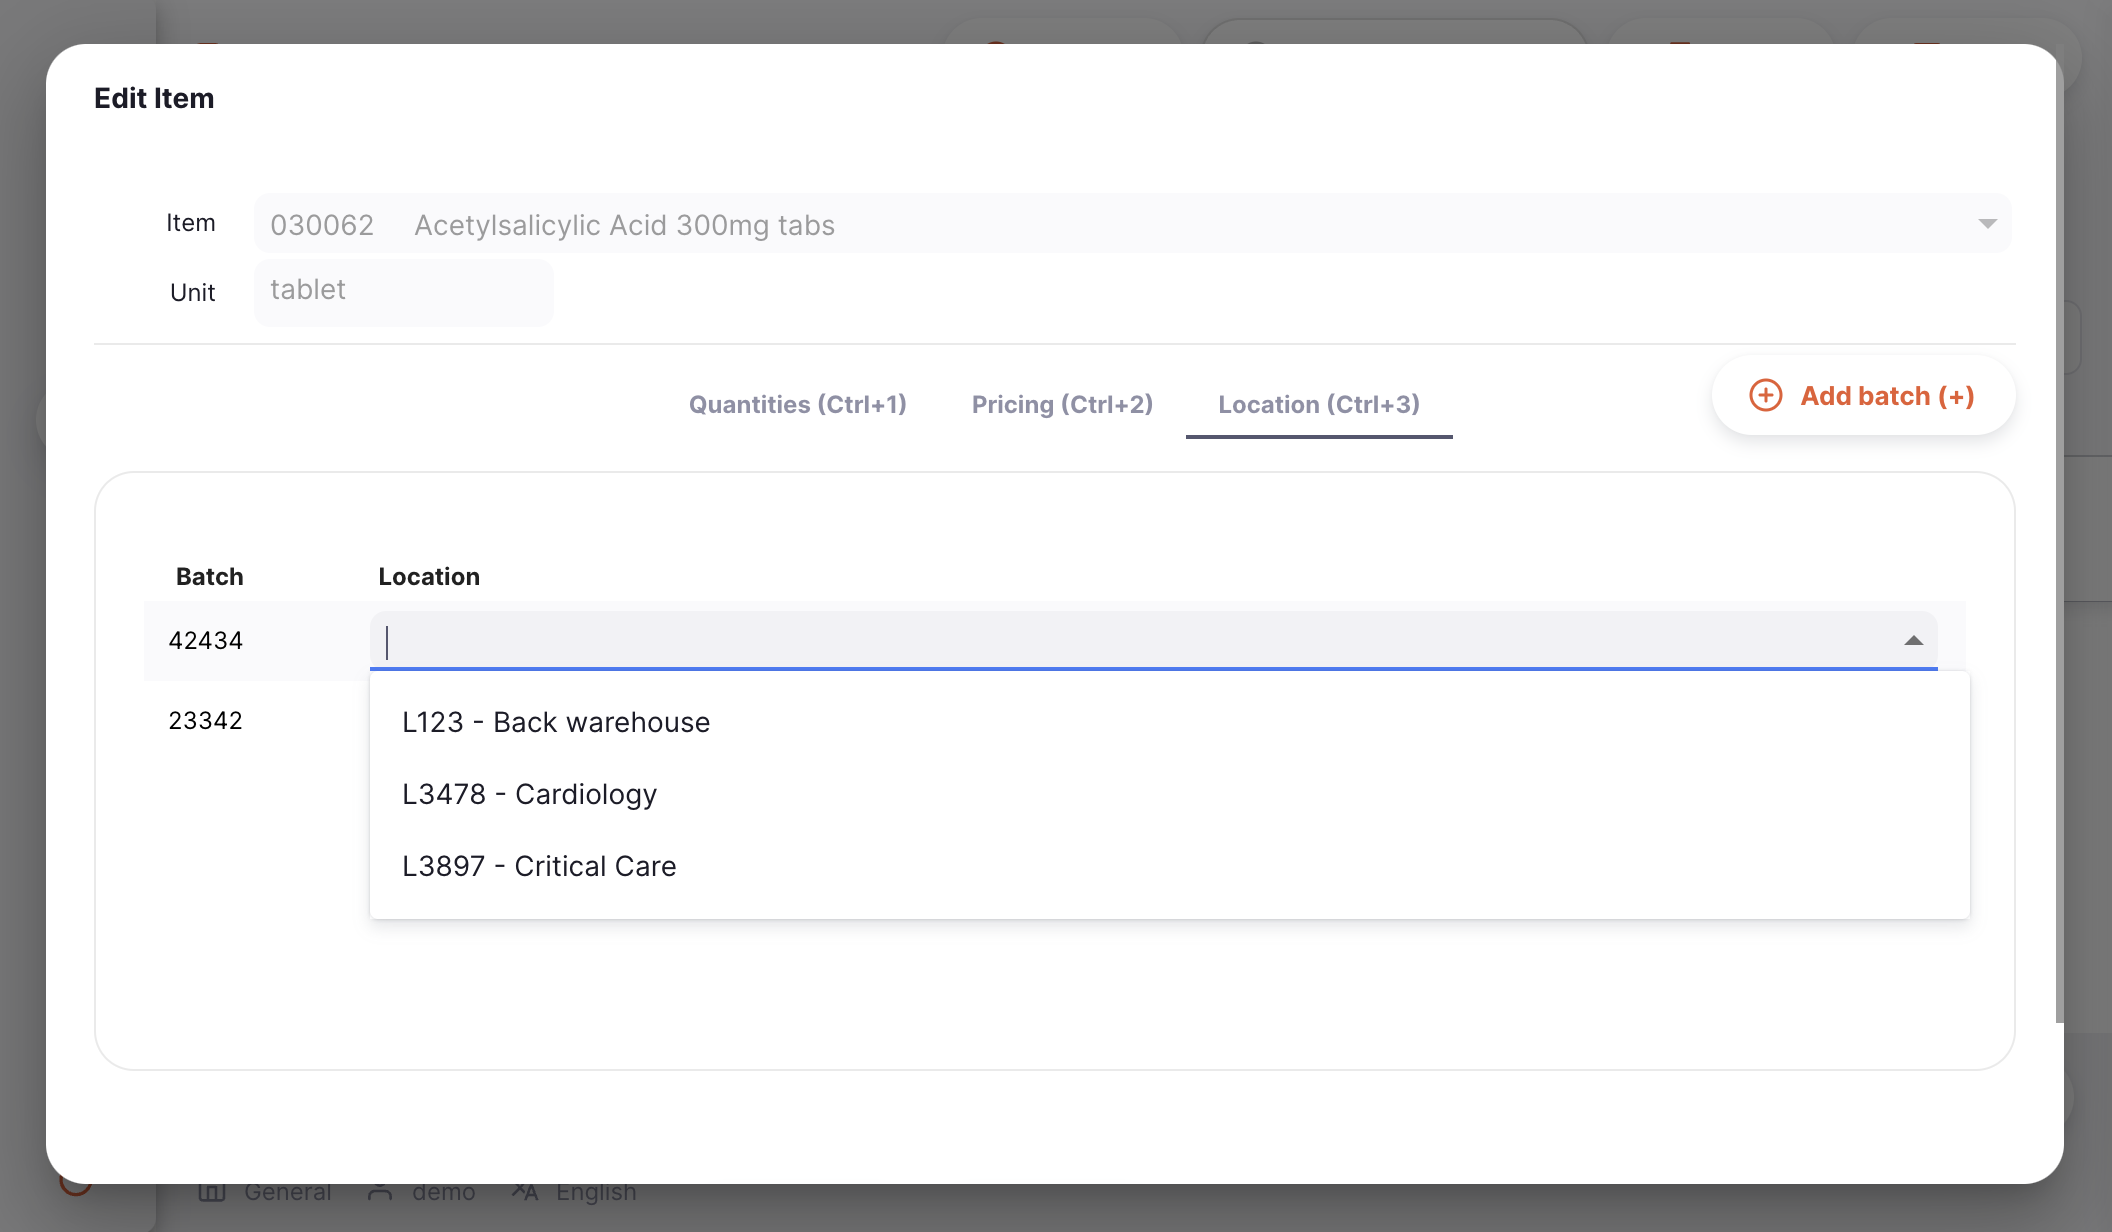 Edit Item
Item 030062 Acetylsalicylic Acid 300mg tabs
Unit tablet
Quantities (Ctrl+1) Pricing (Ctrl+2) Location (Ctrl+3) Add batch (+)
Batch Location
42434
23342
L123 - Back warehouse
L3478 - Cardiology
L3897 - Critical Care
General demo English